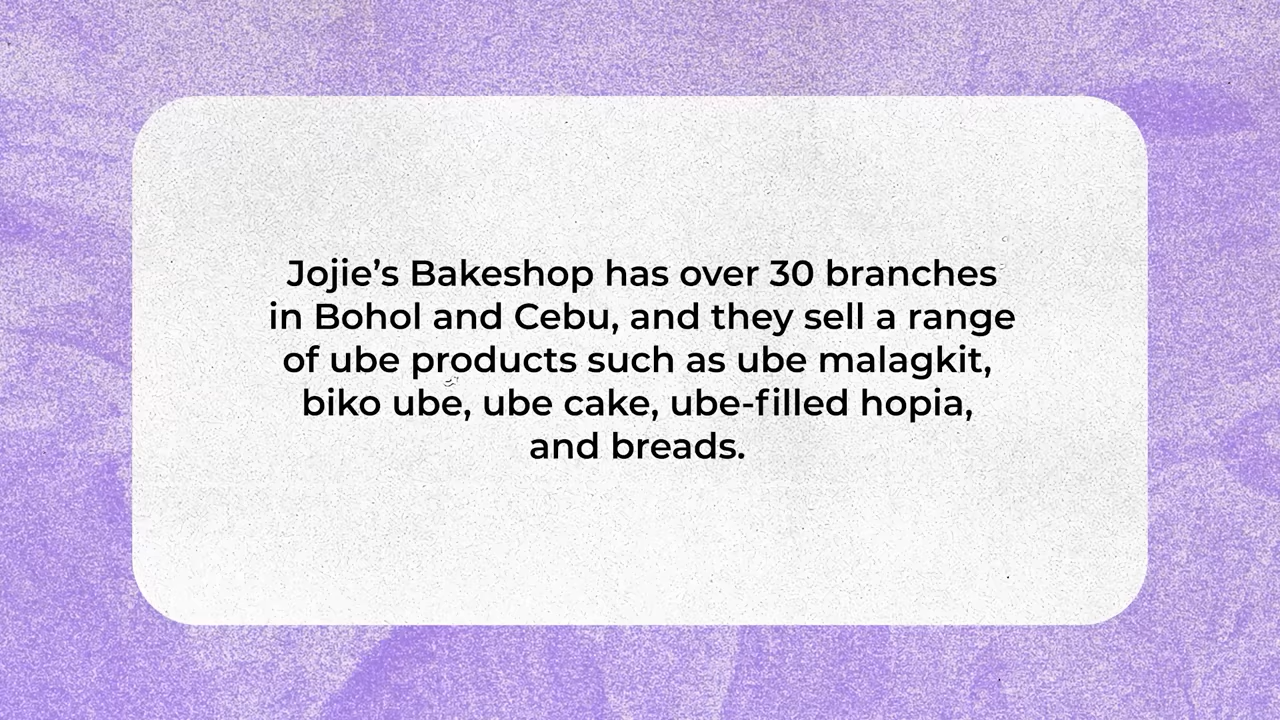 Jojie’s Bakeshop has over 30 branches
in Bohol and Cebu, and they sell a range
of ube products such as ube malagkit,
biko ube, ube cake, ube-filled hopia,
and breads.